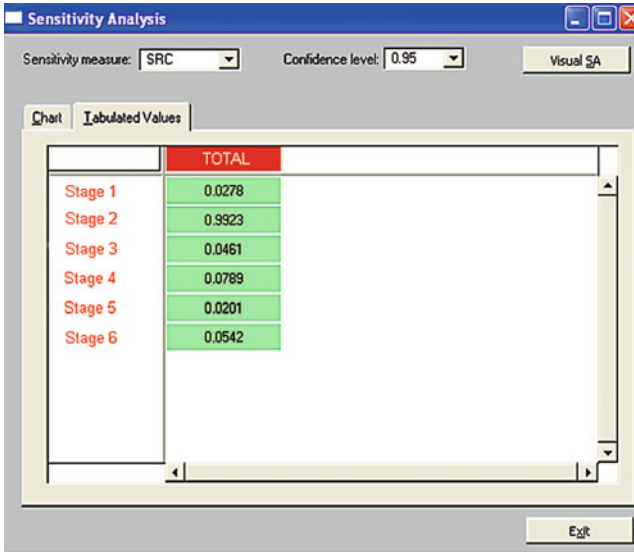 Sensitivity Analysis
Sensitivity measure: SRC Confidence level: 0.95 Visual SA
Chart Tabulated Values
TOTAL
Stage 1 0.0278
Stage 2 0.9923
Stage 3 0.0461
Stage 4 0.0789
Stage 5 0.0201
Stage 6 0.0542
Exit